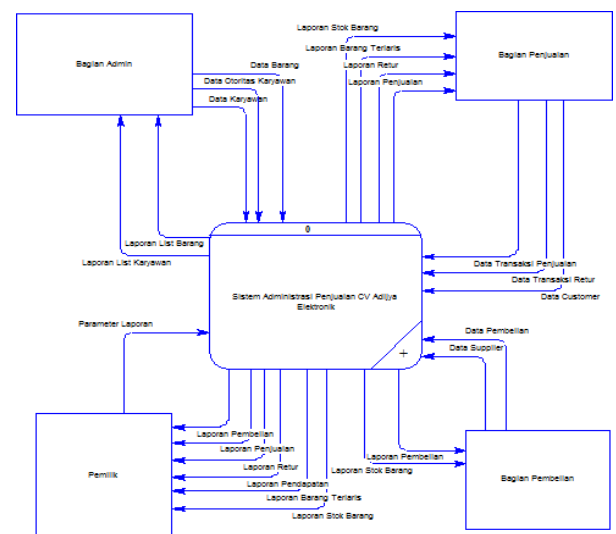 Laporan Stok Barang
Laporan Barang Terlaris
Laporan Retur
Laporan Penjualan
Bagian Admin
Bagian Penjualan
Data Barang
Data Otoritas Karyawan
Data Karyawan
Laporan List Barang
Laporan List Karyawan
0
Sistem Administrasi Penjualan CV Adijya
Elektronik
+
Data Transaksi Penjualan
Data Transaksi Retur
Data Customer
Parameter Laporan
Data Pembelian
Data Supplier
Pemilik
Laporan Pembelian
Laporan Penjualan
Laporan Retur
Laporan Pendapatan
Laporan Barang Terlaris
Laporan Stok Barang
Laporan Pembelian
Laporan Stok Barang
Bagian Pembelian